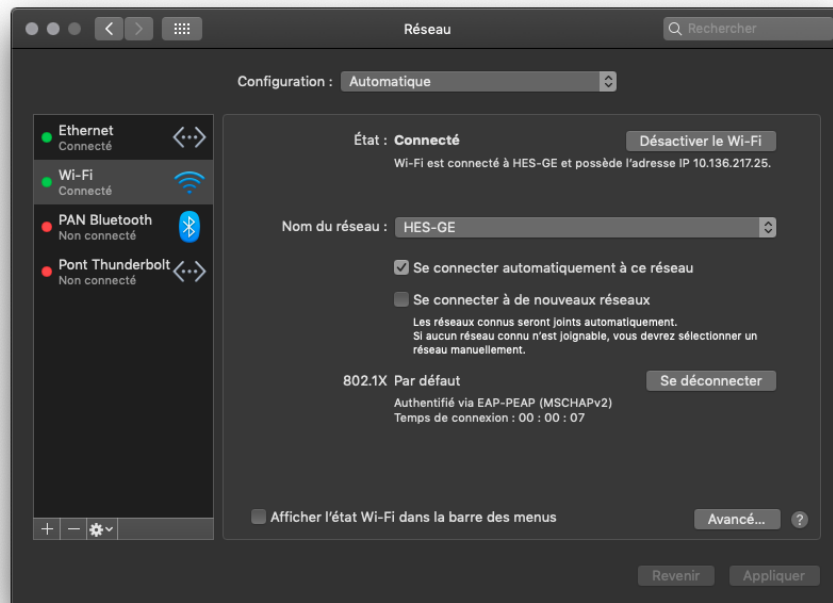 Réseau
Rechercher
Configuration : Automatique
Ethernet
Connecté
Wi-Fi
Connecté
PAN Bluetooth
Non connecté
Pont Thunderbolt
Non connecté
État : Connecté
Désactiver le Wi-Fi
Wi-Fi est connecté à HES-GE et possède l'adresse IP 10.136.217.25.
Nom du réseau : HES-GE
Se connecter automatiquement à ce réseau
Se connecter à de nouveaux réseaux
Les réseaux connus seront joints automatiquement.
Si aucun réseau connu n'est joignable, vous devrez sélectionner un
réseau manuellement.
802.1X Par défaut
Se déconnecter
Authentifié via EAP-PEAP (MSCHAPv2)
Temps de connexion : 00 : 00 : 07
Afficher l'état Wi-Fi dans la barre des menus
Avancé... ?
Revenir
Appliquer